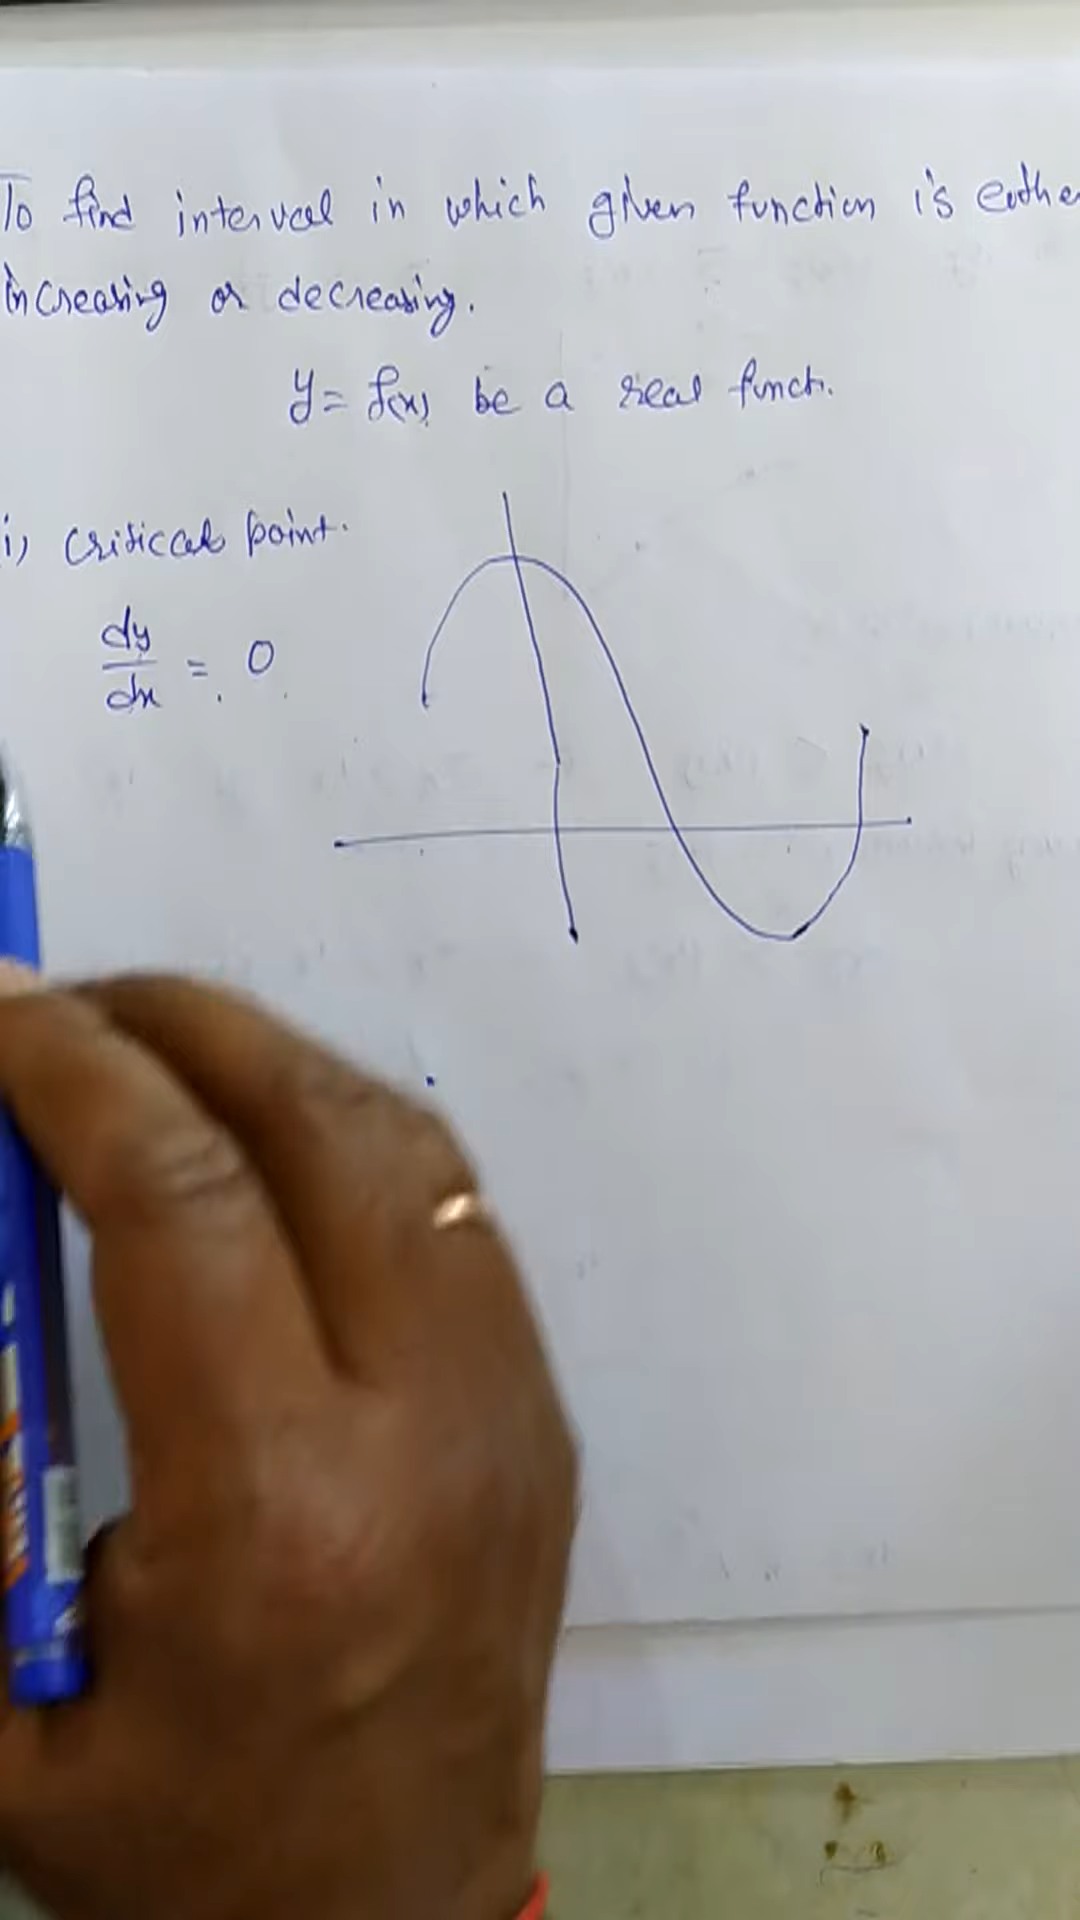 To find interval in which given function is eithe
increasing or decreasing.
y = f(x) be a real funct.
i) critical point.
dy/dx = 0